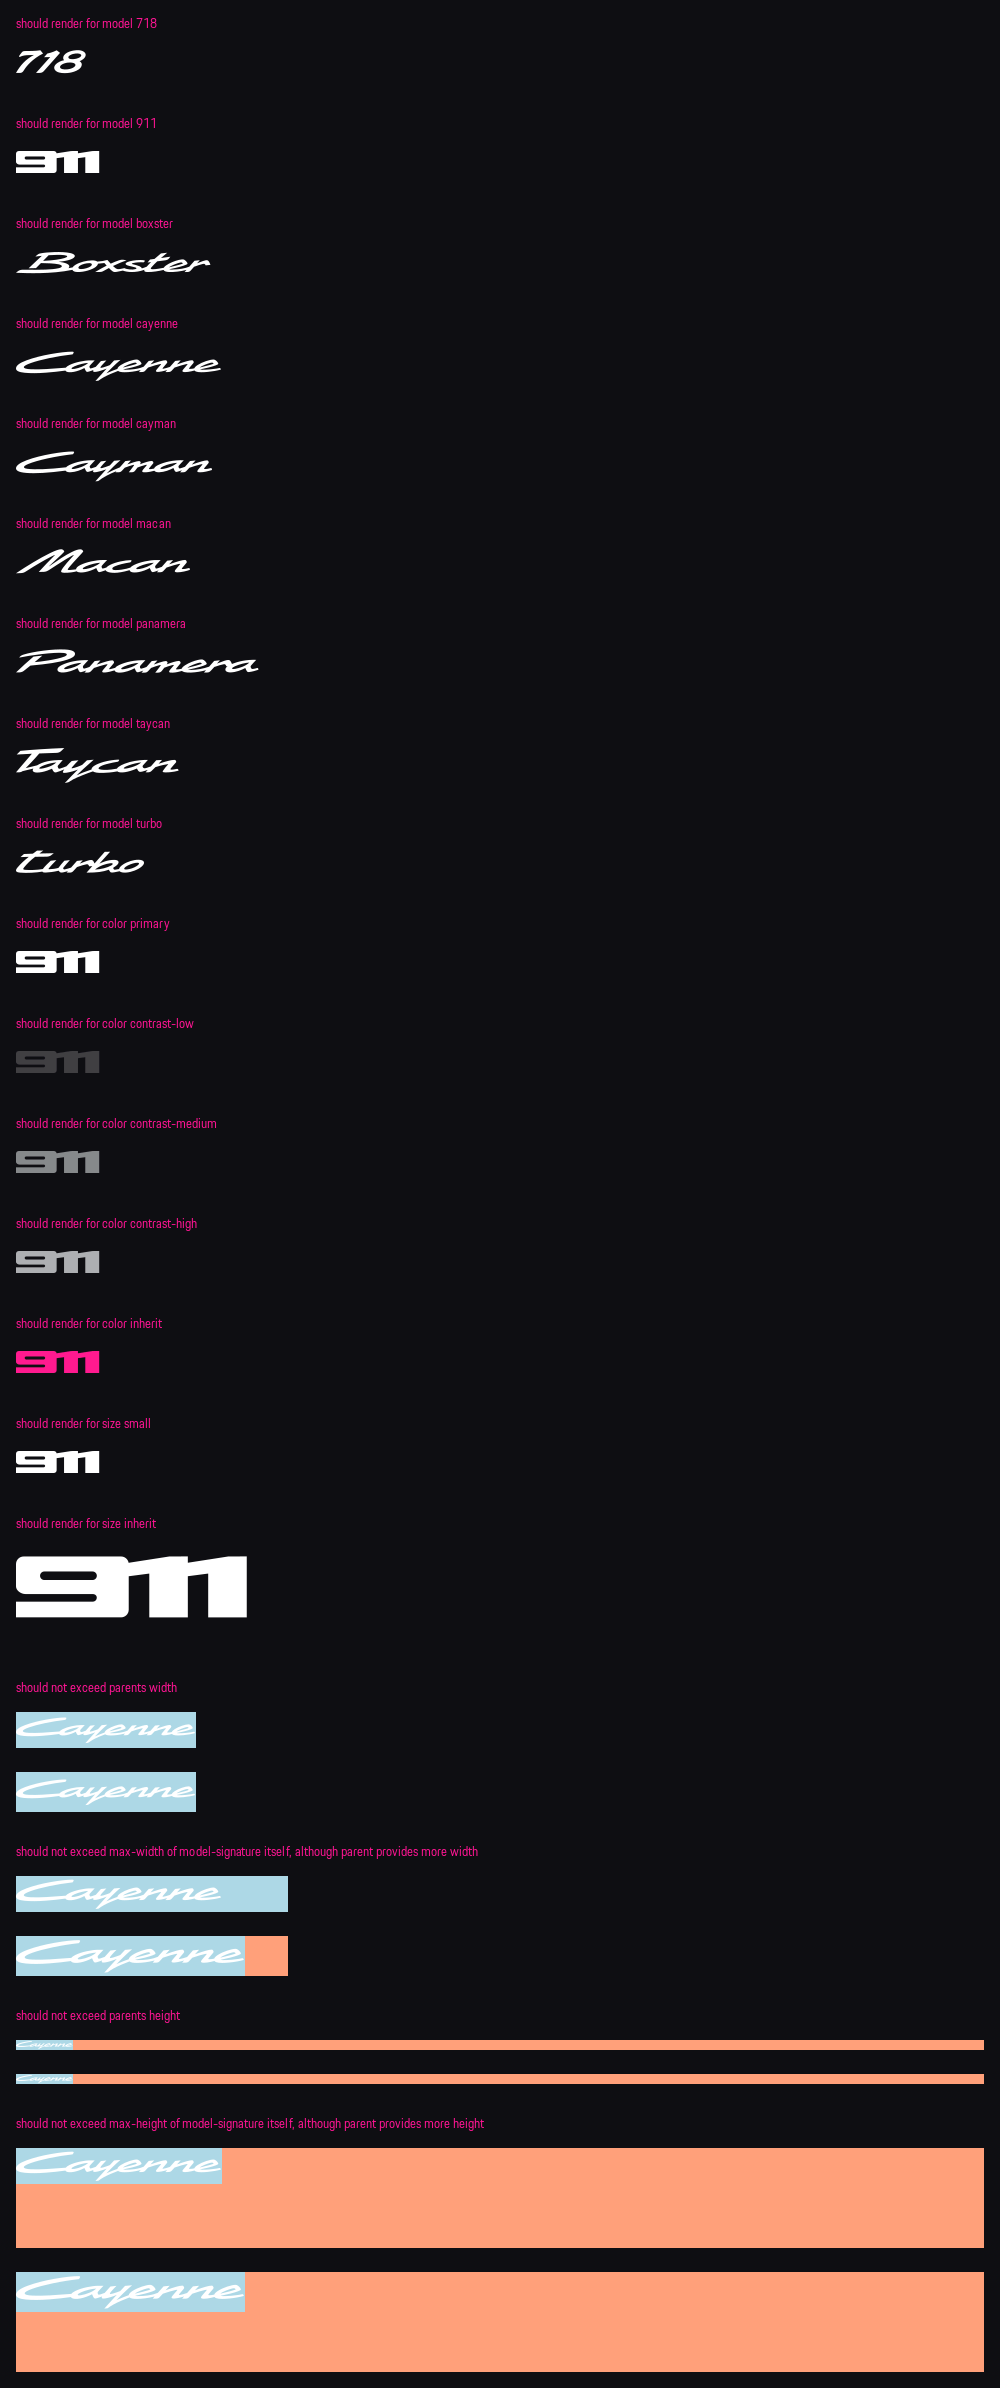 should render for model 718
718
should render for model 911
911
should render for model boxster
Boxster
should render for model cayenne
Cayenne
should render for model cayman
Cayman
should render for model macan
Macan
should render for model panamera
Panamera
should render for model taycan
Taycan
should render for model turbo
turbo
should render for color primary
911
should render for color contrast-low
911
should render for color contrast-medium
911
should render for color contrast-high
911
should render for color inherit
911
should render for size small
911
should render for size inherit
911
should not exceed parents width
Cayenne
Cayenne
should not exceed max-width of model-signature itself, although parent provides more width
Cayenne
Cayenne
should not exceed parents height
Cayenne
Cayenne
should not exceed max-height of model-signature itself, although parent provides more height
Cayenne
Cayenne